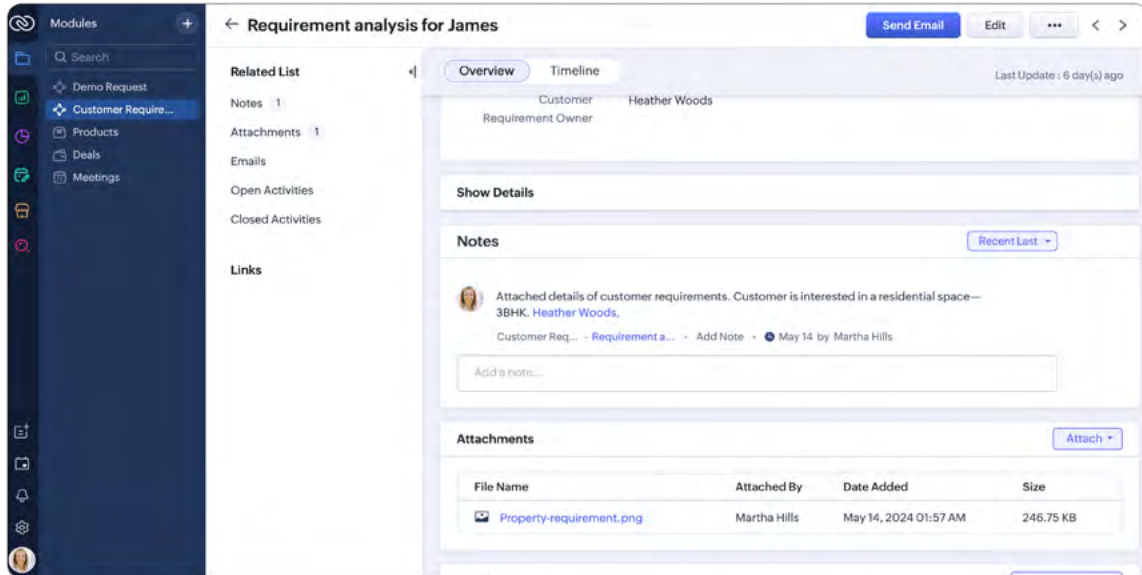 Modules
+
Search
Demo Request
Customer Require...
Products
Deals
Meetings
← Requirement analysis for James
Send Email
Edit
•••
< >
Related List
Notes 1
Attachments 1
Emails
Open Activities
Closed Activities
Links
Overview
Timeline
Last Update : 6 day(s) ago
Customer Heather Woods
Requirement Owner
Show Details
Notes
Recent Last
Attached details of customer requirements. Customer is interested in a residential space—
3BHK. Heather Woods,
Customer Req... - Requirement a... • Add Note • May 14 by Martha Hills
Add a note...
Attachments
Attach
File Name Attached By Date Added Size
Property-requirement.png Martha Hills May 14, 2024 01:57 AM 246.75 KB